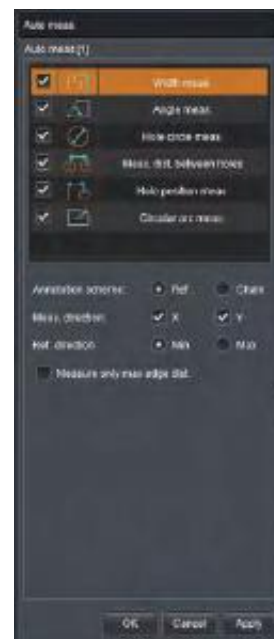 Auto meas.
Auto meas.[1]
Width meas.
Angle meas.
Hole circle meas.
Meas. dist. between holes
Hole position meas.
Circular arc meas.
Annotation scheme: Ref. Chain
Meas. direction: X Y
Ref. direction: Min Max
Measure only max edge dist.
OK Cancel Apply